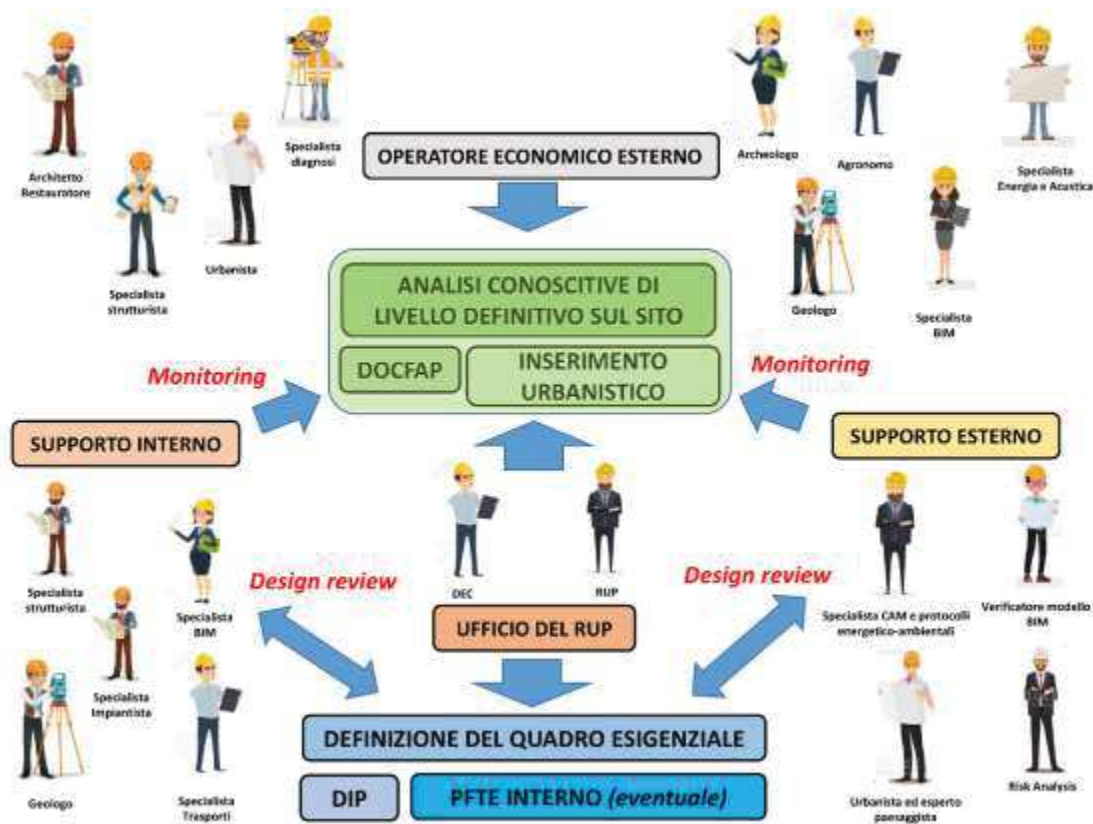 Architetto
Restauratore
Specialista
strutturista
Urbanista
Specialista
diagnosi
OPERATORE ECONOMICO ESTERNO
Archeologo
Agronomo
Specialista
Energia e Acustica
Geologo
Specialista
BIM
ANALISI CONOSCITIVE DI
LIVELLO DEFINITIVO SUL SITO
DOCFAP
INSERIMENTO
URBANISTICO
Monitoring
Monitoring
SUPPORTO INTERNO
SUPPORTO ESTERNO
Specialista
strutturista
Specialista
BIM
Specialista
Impiantista
Geologo
Specialista
Trasporti
Design review
DEC
RUP
UFFICIO DEL RUP
Design review
Specialista CAM e protocolli
energetico-ambientali
Verificatore modello
BIM
Urbanista ed esperto
paesaggista
Risk Analysis
DEFINIZIONE DEL QUADRO ESIGENZIALE
DIP
PFTE INTERNO (eventuale)